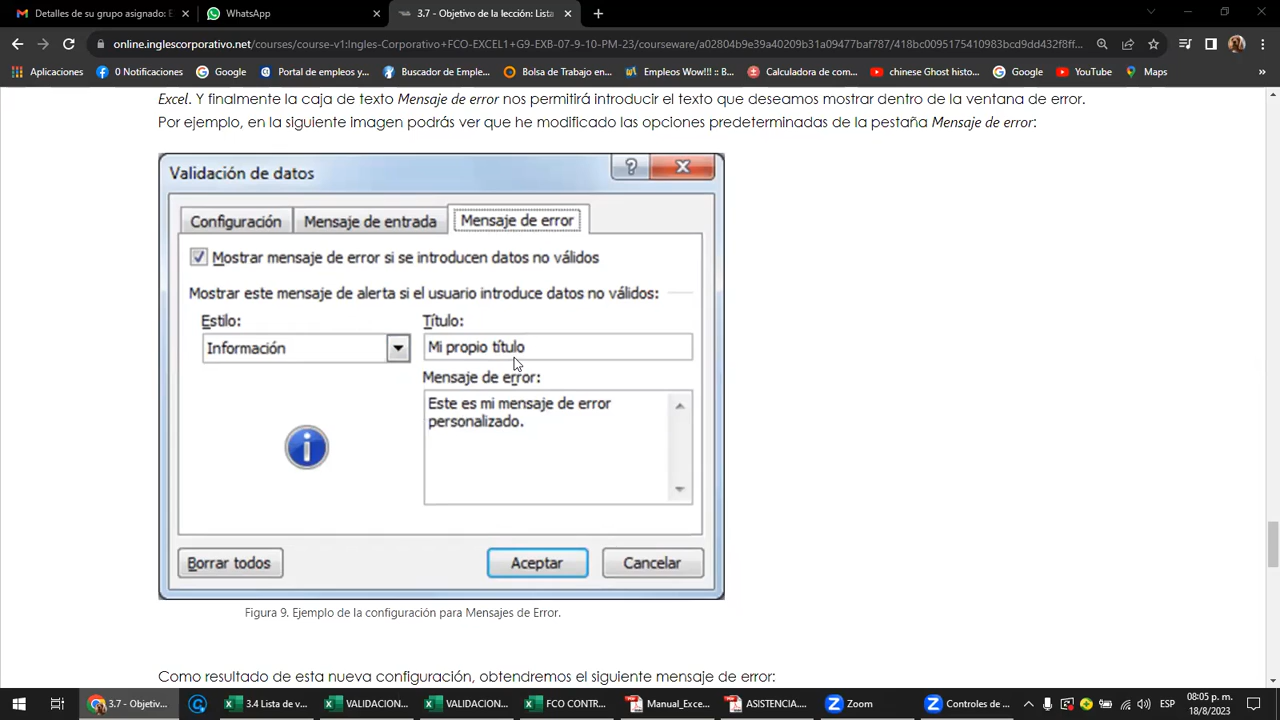 Detalles de su grupo asignado: E
WhatsApp
3.7 - Objetivo de la lección: Lista
online.inglescorporativo.net/courses/course-v1:Ingles-Corporativo+FCO-EXCEL1+G9-EXB-07-9-10-PM-23/courseware/a02804b9e39a40209b31a09477baf787/418bc0095175410983bcd9dd432f8ff...
Aplicaciones
0 Notificaciones
Google
Portal de empleos y...
Buscador de Emple...
Bolsa de Trabajo en...
Empleos Wow!!! :: B...
Calculadora de com...
chinese Ghost histo...
Google
YouTube
Maps
»
Excel. Y finalmente la caja de texto Mensaje de error nos permitirá introducir el texto que deseamos mostrar dentro de la ventana de error.
Por ejemplo, en la siguiente imagen podrás ver que he modificado las opciones predeterminadas de la pestaña Mensaje de error:
Validación de datos
Configuración
Mensaje de entrada
Mensaje de error
Mostrar mensaje de error si se introducen datos no válidos
Mostrar este mensaje de alerta si el usuario introduce datos no válidos:
Estilo:
Título:
Información
Mi propio título
Mensaje de error:
Este es mi mensaje de error
personalizado.
Borrar todos
Aceptar
Cancelar
Figura 9. Ejemplo de la configuración para Mensajes de Error.
Como resultado de esta nueva configuración, obtendremos el siguiente mensaje de error:
3.7 - Objetiv...
3.4 Lista de v...
VALIDACION...
VALIDACION...
FCO CONTR...
Manual_Exce...
ASISTENCIA....
Zoom
Controles de ...
ESP
08:05 p. m.
18/8/2023